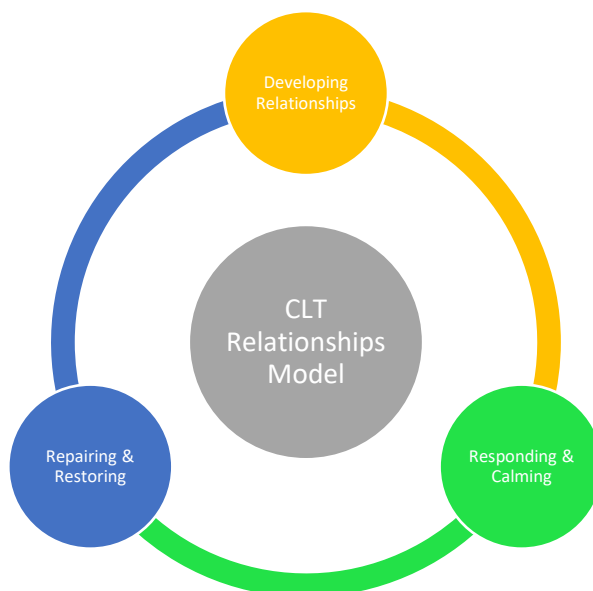 Developing
Relationships
CLT
Relationships
Model
Repairing &
Restoring
Responding &
Calming